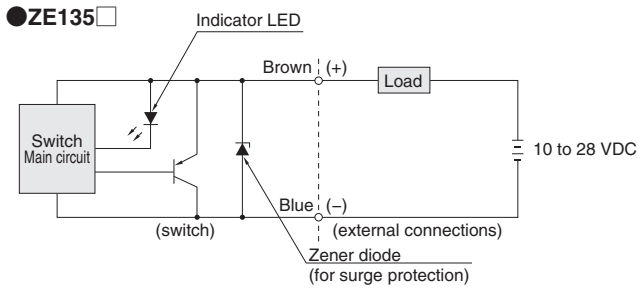 ●ZE135□
Indicator LED
Brown (+)
Load
Switch
Main circuit
10 to 28 VDC
Blue (−)
(switch)
(external connections)
Zener diode
(for surge protection)